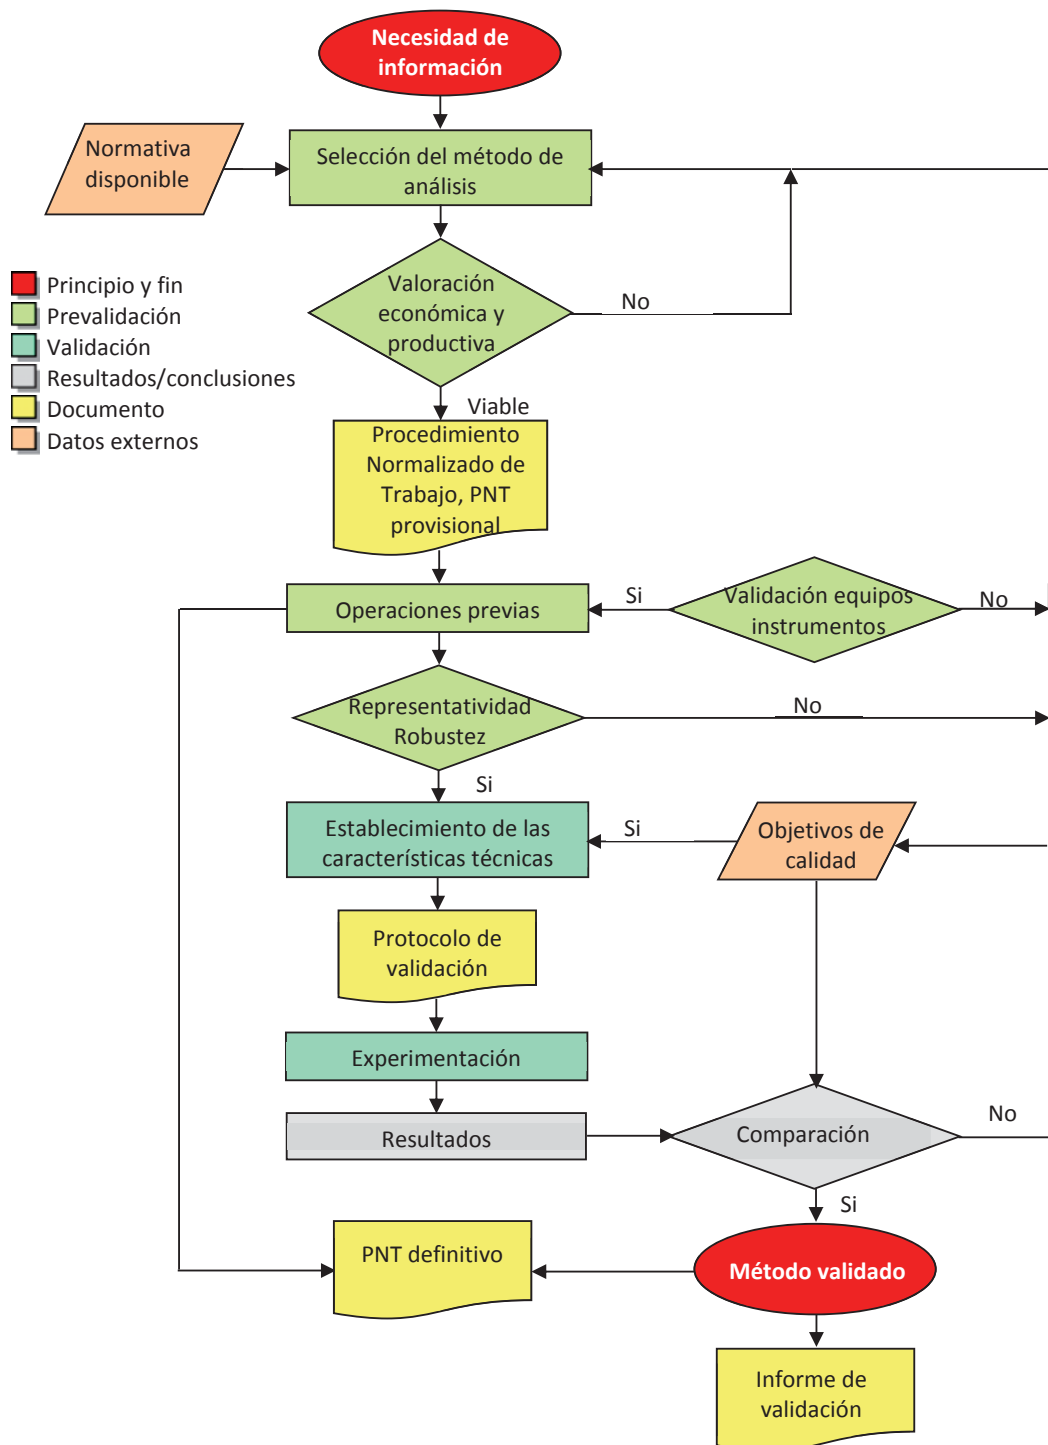 Necesidad de
información
Normativa
disponible
Selección del método de
análisis
Principio y fin
Prevalidación
Validación
Resultados/conclusiones
Documento
Datos externos
Valoración
económica y
productiva
No
Viable
Procedimiento
Normalizado de
Trabajo, PNT
provisional
Operaciones previas
Si
Validación equipos
instrumentos
No
Representatividad
Robustez
No
Si
Establecimiento de las
características técnicas
Si
Objetivos de
calidad
Protocolo de
validación
Experimentación
Resultados
Comparación
No
Si
PNT definitivo
Método validado
Informe de
validación